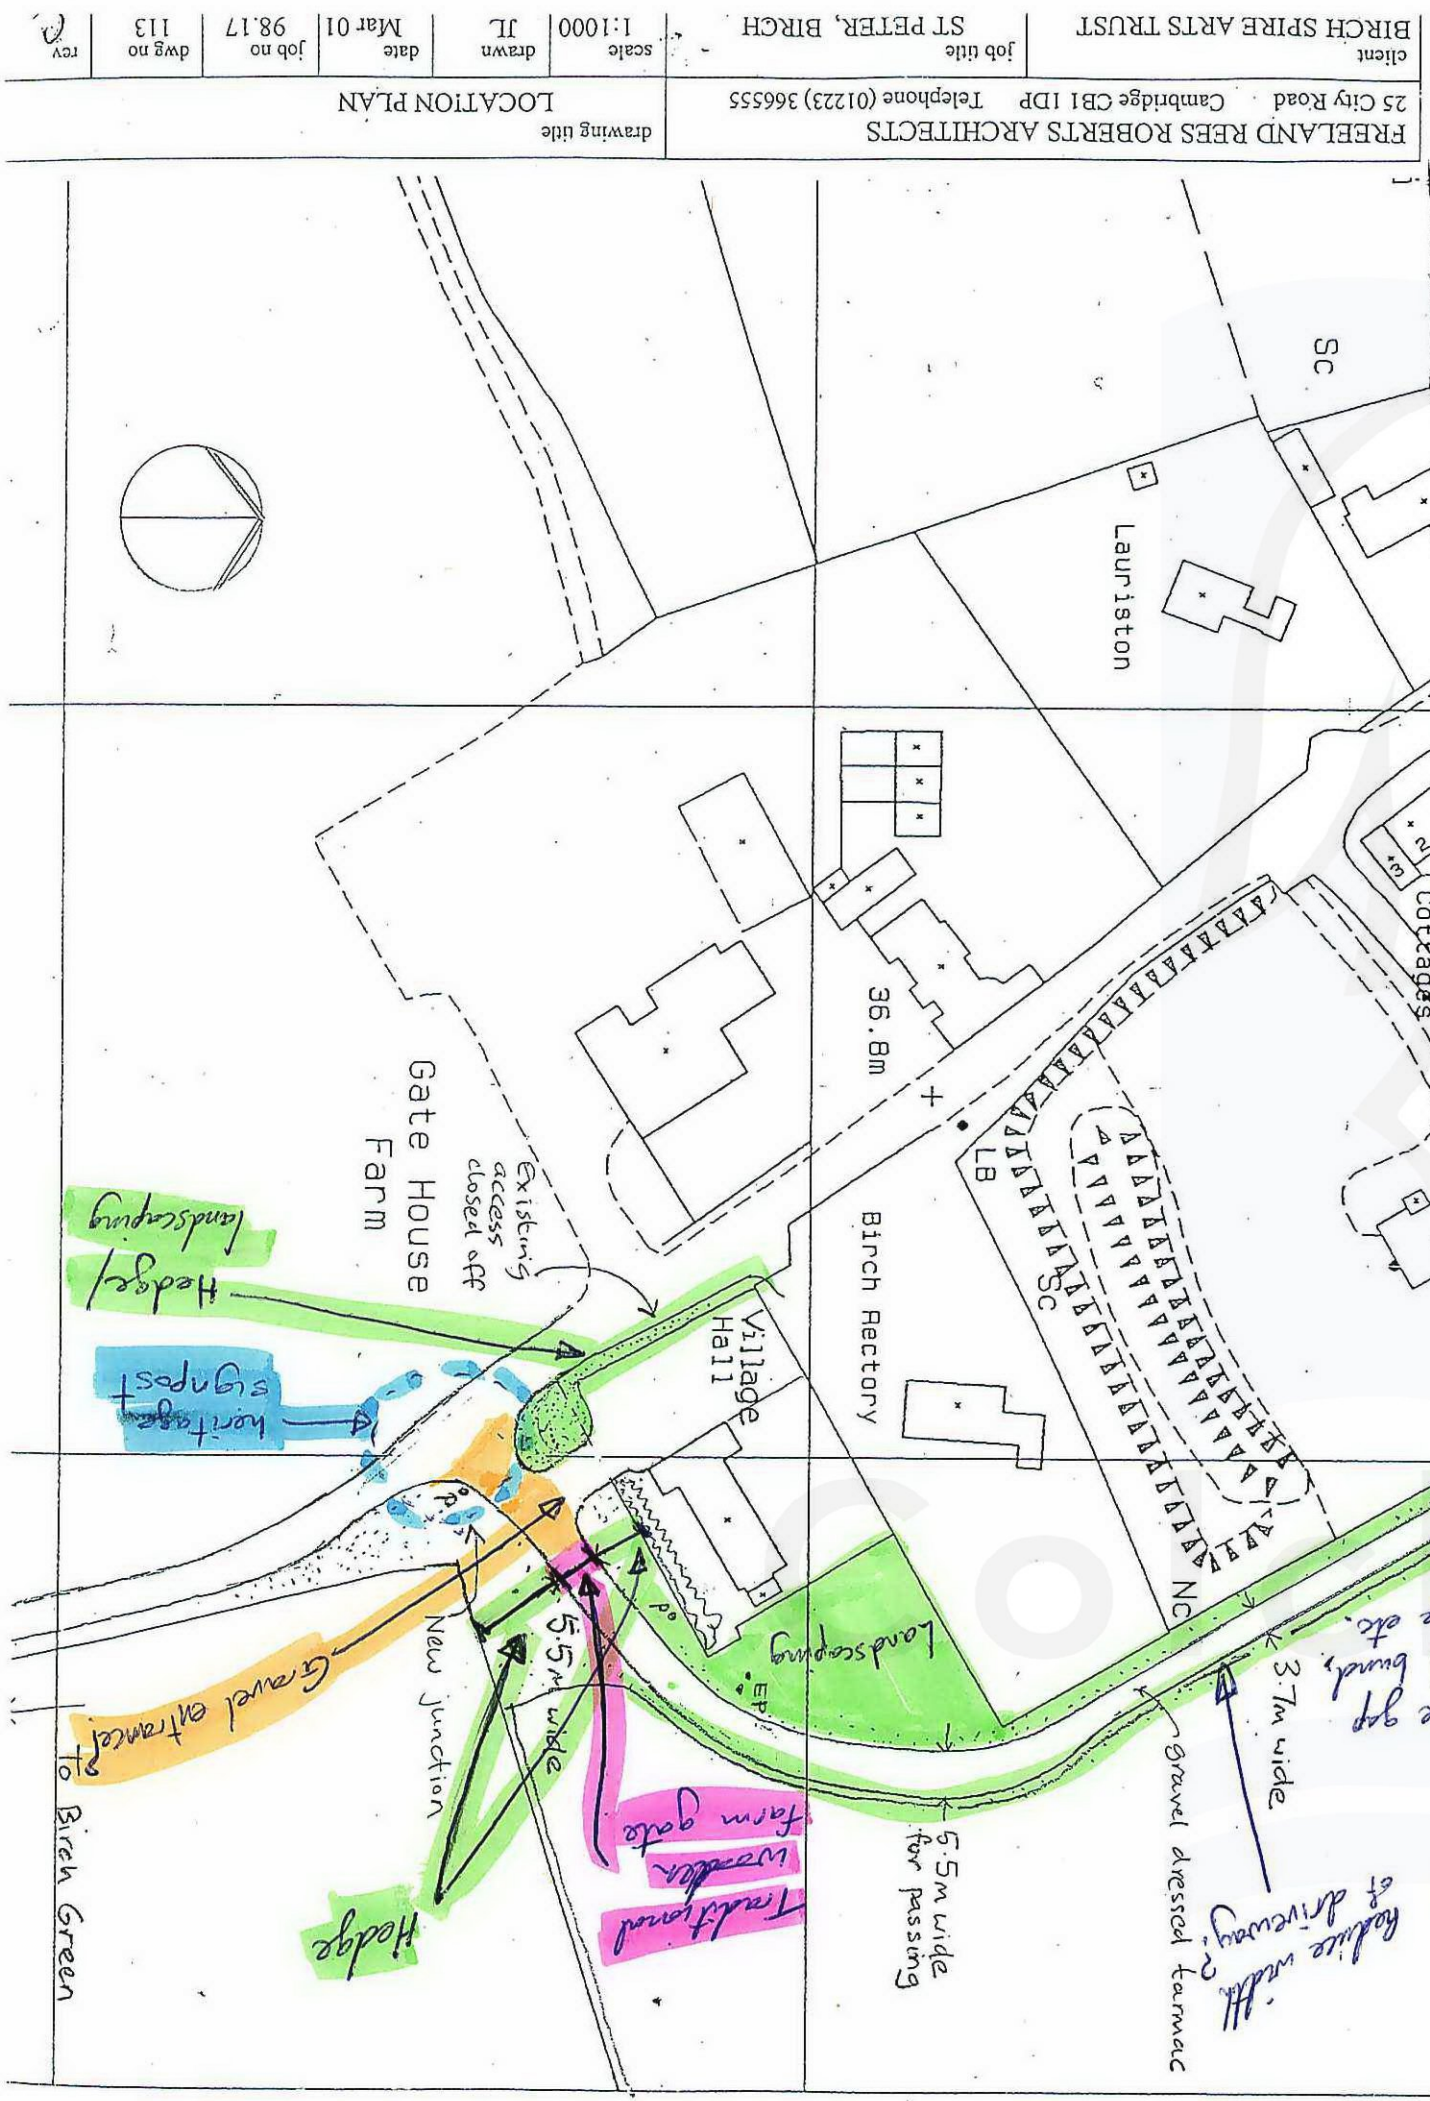 FREELAND REES ROBERTS ARCHITECTS
25 City Road Cambridge CB1 1DP Telephone (01223) 366555
drawing title
LOCATION PLAN
client
BIRCH SPIRE ARTS TRUST
job title
ST PETER, BIRCH
scale
1:1000
drawn
JL
date
Mar 01
job no
98.17
dwg no
113
rev
Sc
Lauriston
Cottages
2
3
36.8m
LB
Sc
Nc
Birch Rectory
Village
Hall
Gate House
Farm
Existing
access
closed off
Hedge/
landscaping
heritage
signpost
Gravel entrance
To Birch Green
New junction
5.5m wide
Hedge
Traditional
wooden
farm gate
Landscaping
EP
5.5m wide
for passing
3.7m wide
gravel dressed tarmac
Reduce width
of driveway?
gap
bund,
etc.